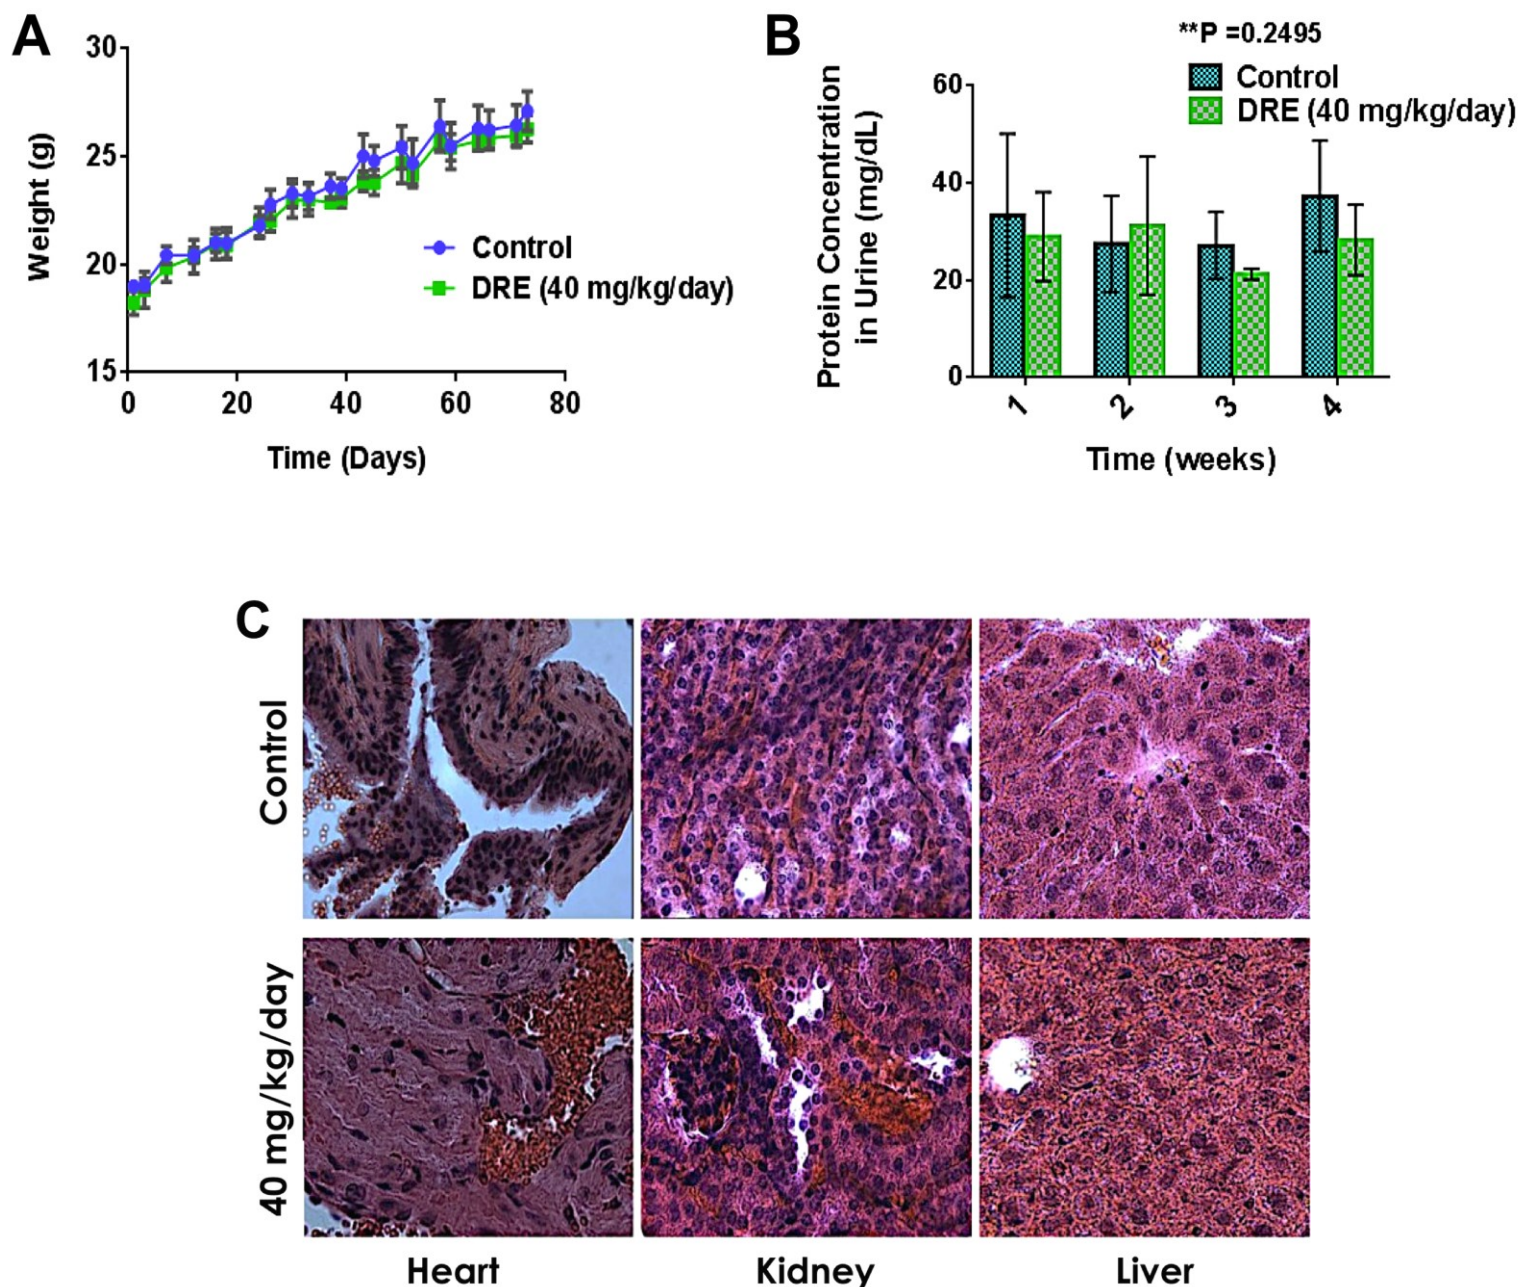 A
30
25
20
15
Weight (g)
0 20 40 60 80
Time (Days)
Control
DRE (40 mg/kg/day)
B
**P =0.2495
Control
DRE (40 mg/kg/day)
60
40
20
0
Protein Concentration
in Urine (mg/dL)
1 2 3 4
Time (weeks)
C
Control
40 mg/kg/day
Heart Kidney Liver